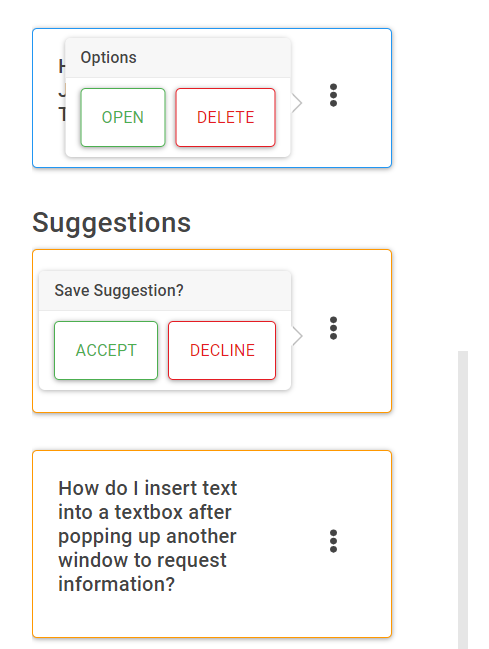 Options
OPEN DELETE
Suggestions
Save Suggestion?
ACCEPT DECLINE
How do I insert text
into a textbox after
popping up another
window to request
information?